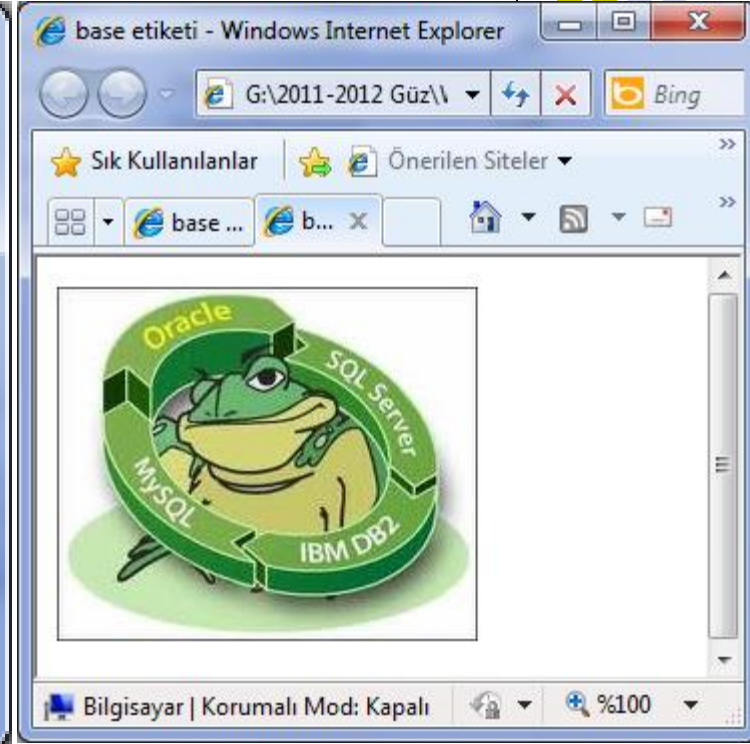 base etiketi - Windows Internet Explorer
G:\2011-2012 Güz\\
Bing
Sık Kullanılanlar
Önerilen Siteler
base ...
b...
Oracle
SQL Server
MySQL
IBM DB2
Bilgisayar | Korumalı Mod: Kapalı
%100